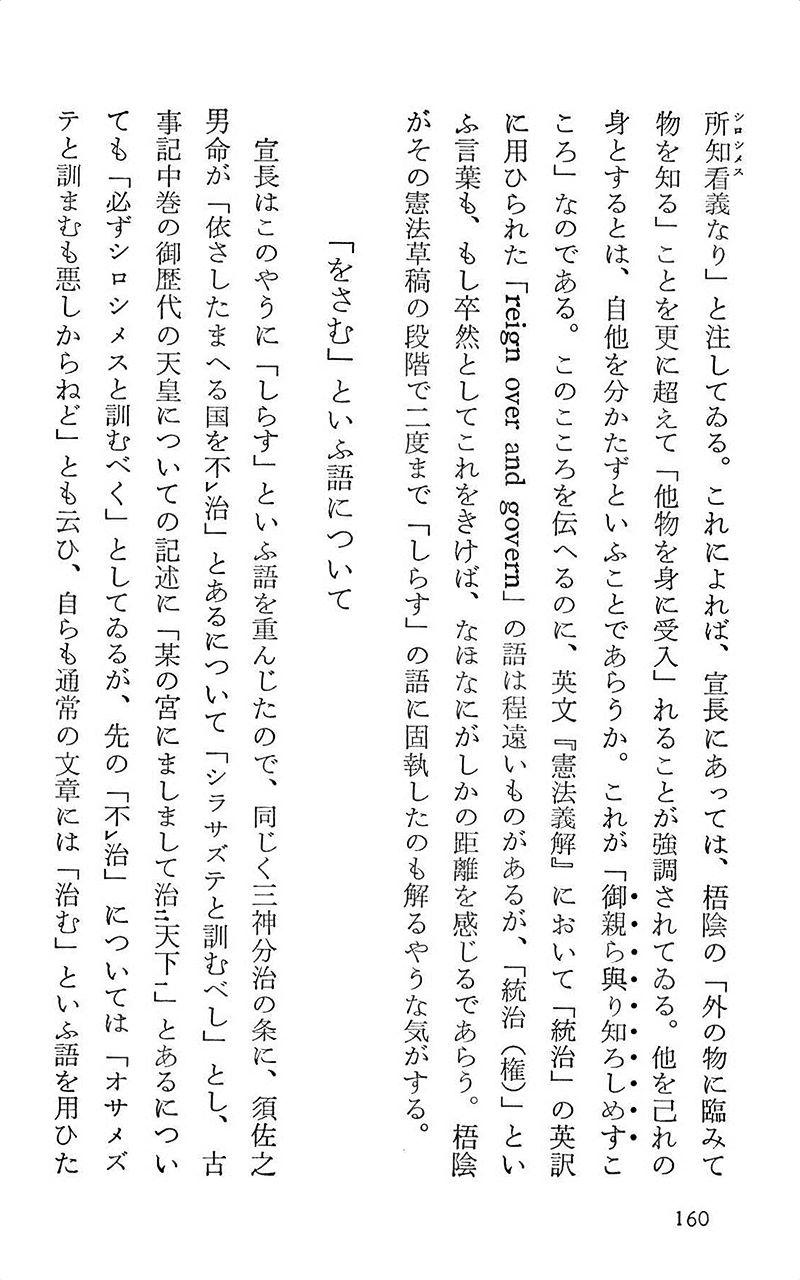 所知看義なり」と注してゐる。これによれば、宣長にあっては、梧陰の「外の物に臨みて
シロシメス
物を知る」ことを更に超えて「他物を身に受入」れることが強調されてゐる。他を己れの
身とするとは、自他を分かたずといふことであらうか。これが「御親ら與り知ろしめすこ
ころ」なのである。このこころを伝へるのに、英文『憲法義解』において「統治」の英訳
に用ひられた「reign over and govern」の語は程遠いものがあるが、「統治（権）」とい
ふ言葉も、もし卒然としてこれをきけば、なほなにがしかの距離を感じるであらう。梧陰
がその憲法草稿の段階で二度まで「しらす」の語に固執したのも解るやうな気がする。
「をさむ」といふ語について
宣長はこのやうに「しらす」といふ語を重んじたので、同じく三神分治の条に、須佐之
男命が「依さしたまへる国を不レ治」とあるについて「シラサズテと訓むべし」とし、古
事記中巻の御歴代の天皇についての記述に「某の宮にましまして治二天下一」とあるについ
ても「必ずシロシメスと訓むべく」としてゐるが、先の「不レ治」については「オサメズ
テと訓まむも悪しからねど」とも云ひ、自らも通常の文章には「治む」といふ語を用ひた
160